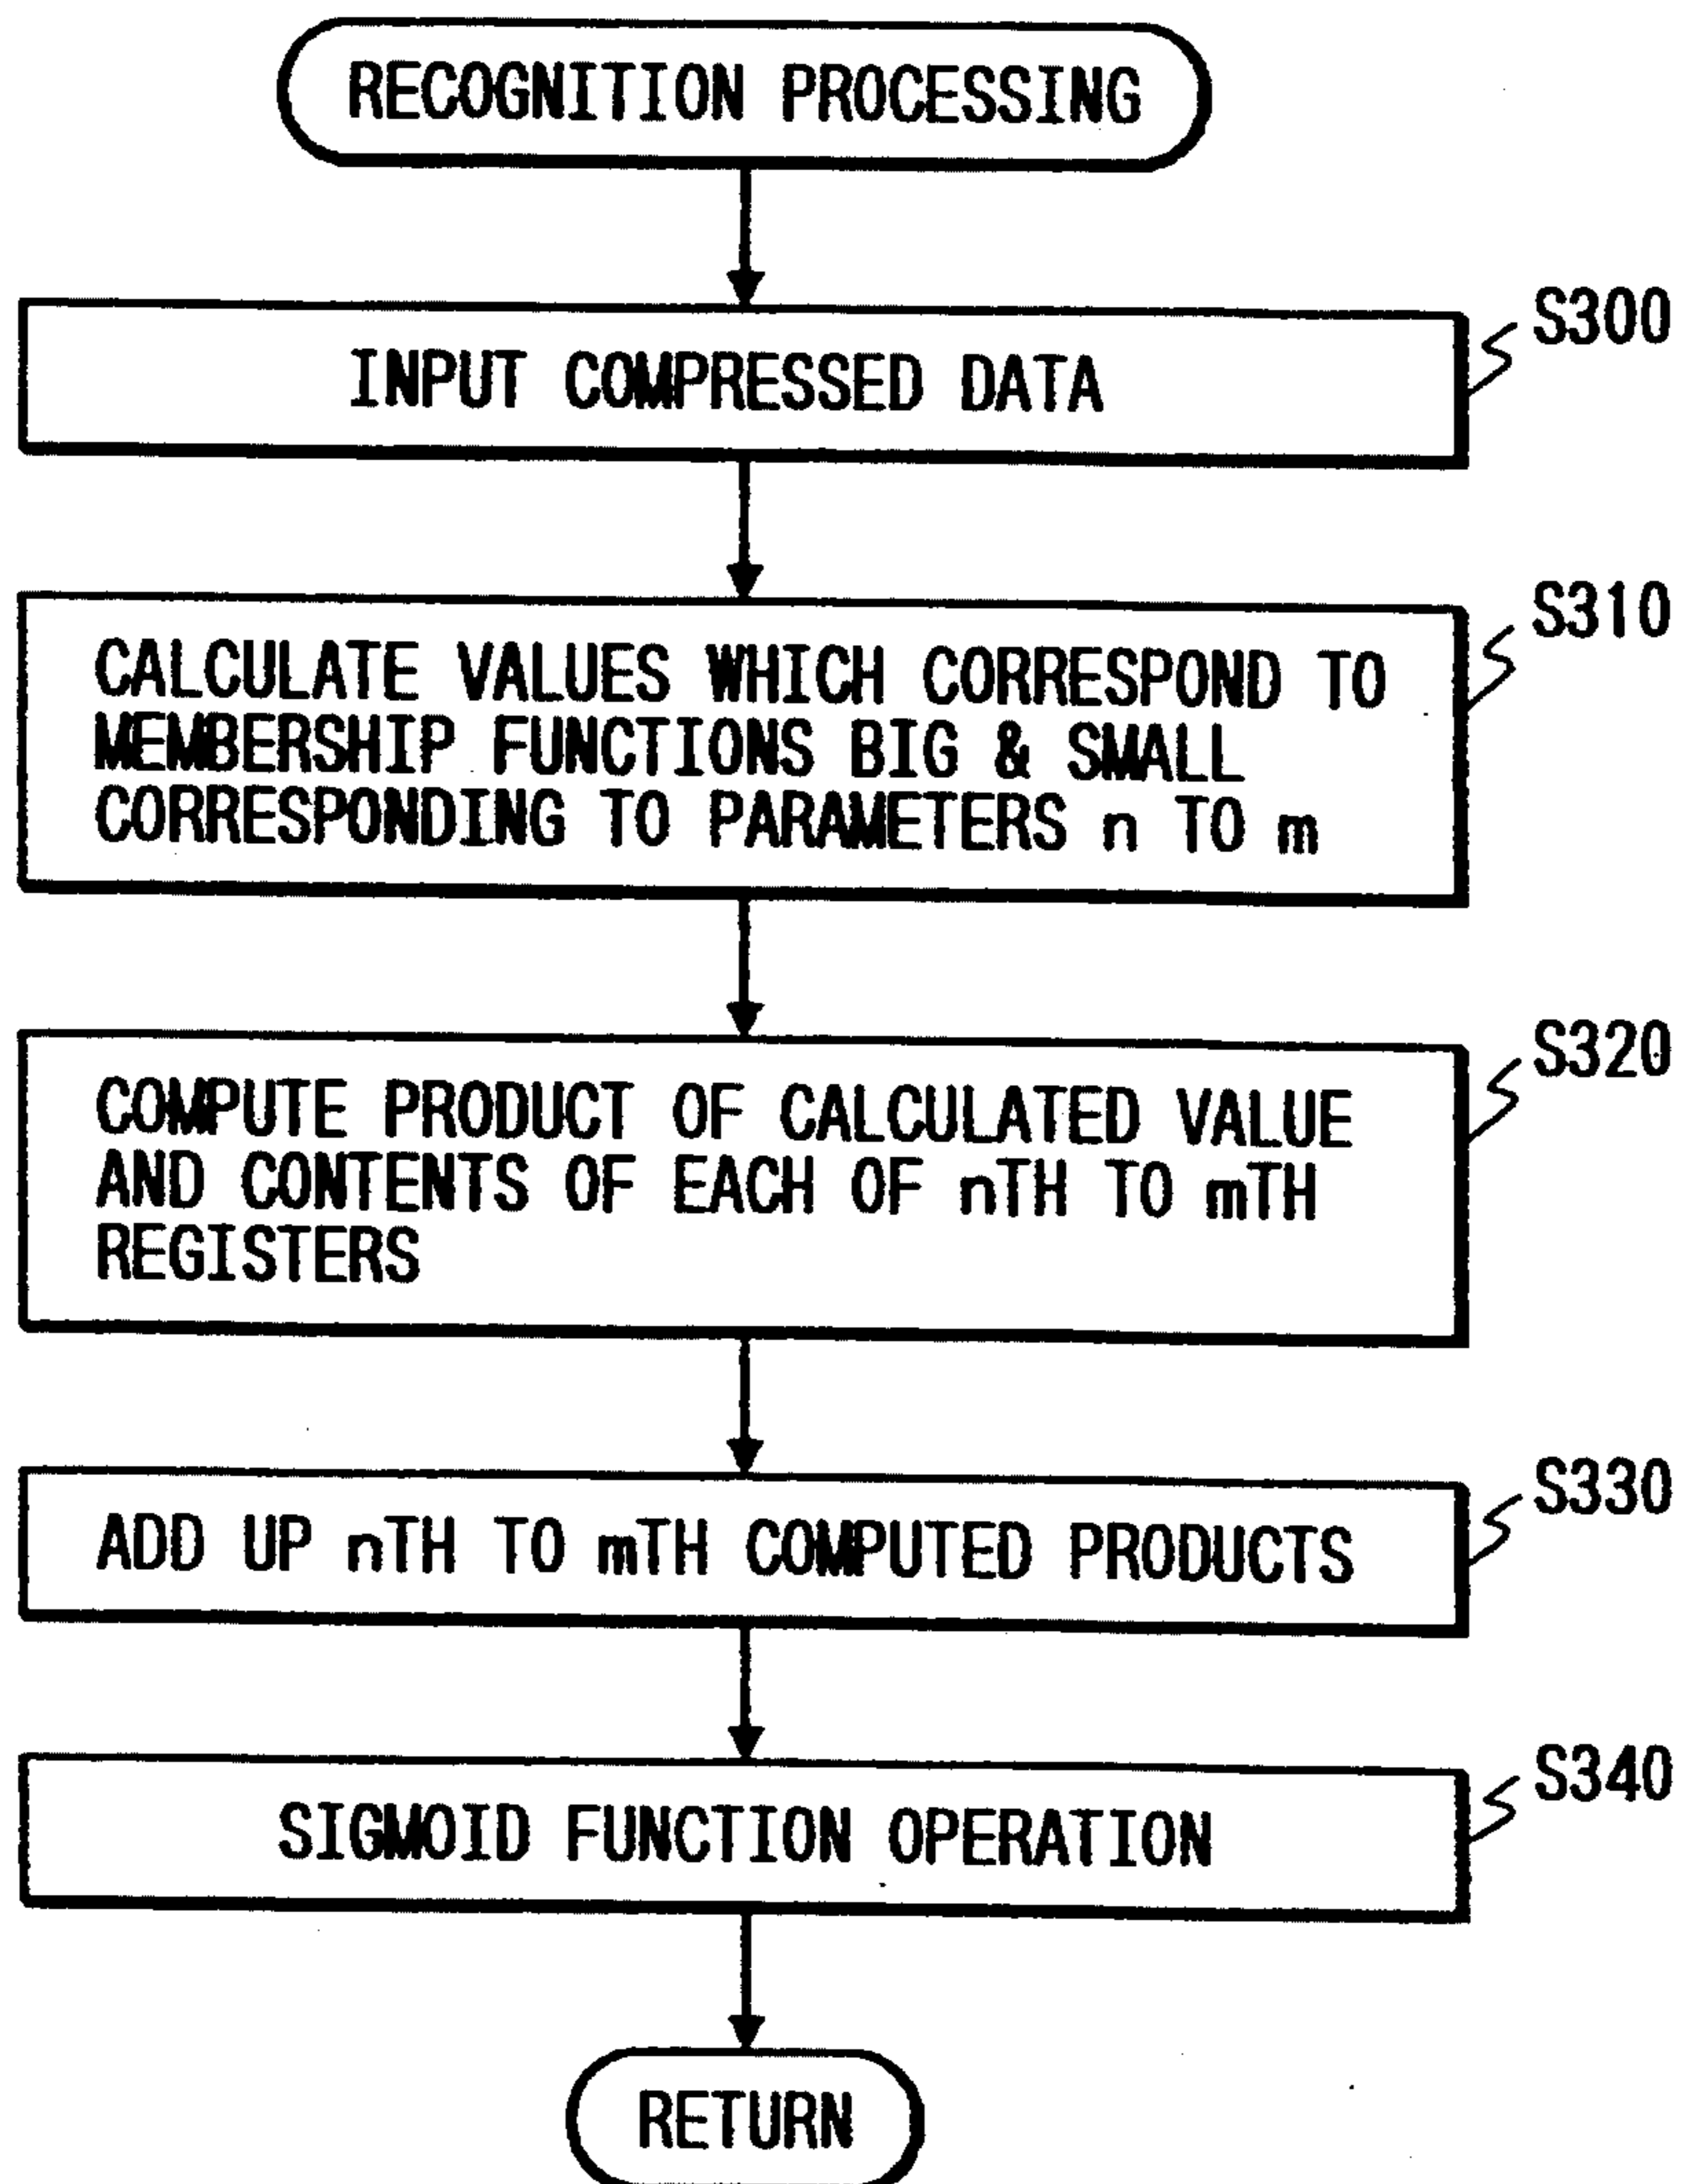 RECOGNITION PROCESSING
S300
INPUT COMPRESSED DATA
S310
CALCULATE VALUES WHICH CORRESPOND TO
MEMBERSHIP FUNCTIONS BIG & SMALL
CORRESPONDING TO PARAMETERS n TO m
S320
COMPUTE PRODUCT OF CALCULATED VALUE
AND CONTENTS OF EACH OF nTH TO mTH
REGISTERS
S330
ADD UP nTH TO mTH COMPUTED PRODUCTS
S340
SIGMOID FUNCTION OPERATION
RETURN